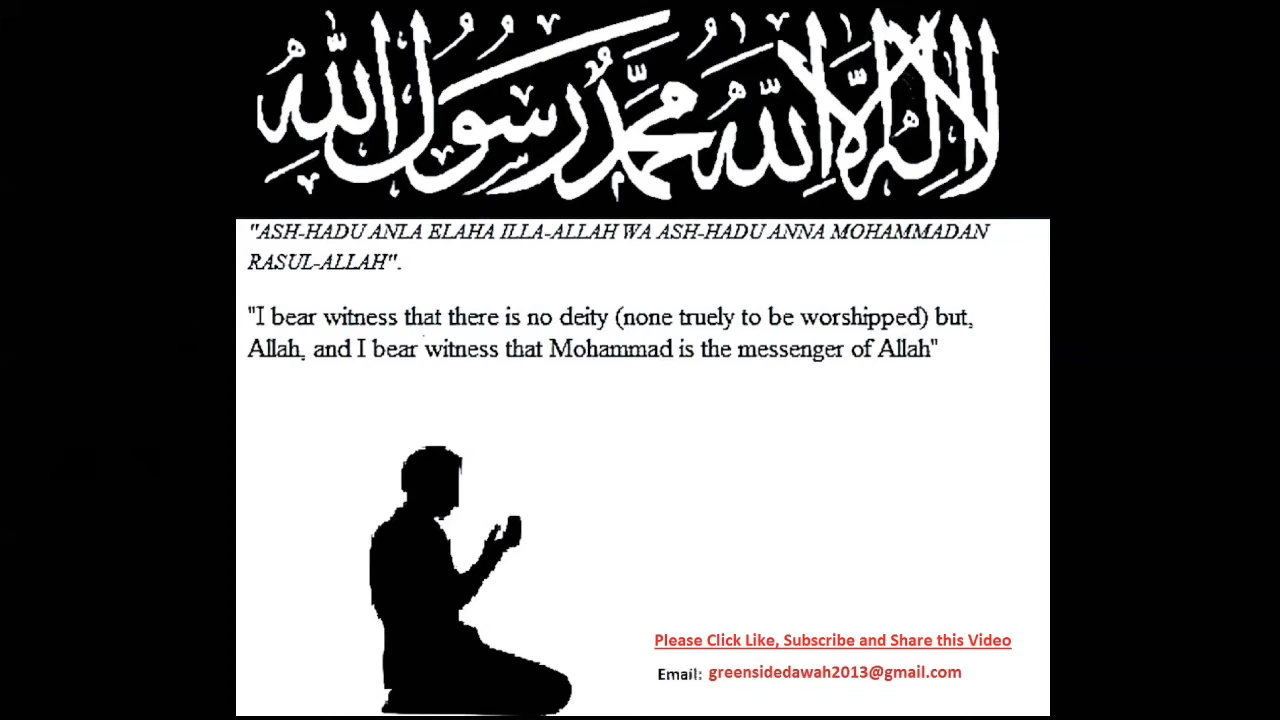 لا إله إلا الله محمد رسول الله
"ASH-HADU ANLA ELAHA ILLA-ALLAH WA ASH-HADU ANNA MOHAMMADAN
RASUL-ALLAH".
"I bear witness that there is no deity (none truely to be worshipped) but,
Allah, and I bear witness that Mohammad is the messenger of Allah"
Please Click Like, Subscribe and Share this Video
Email: greensidedawah2013@gmail.com